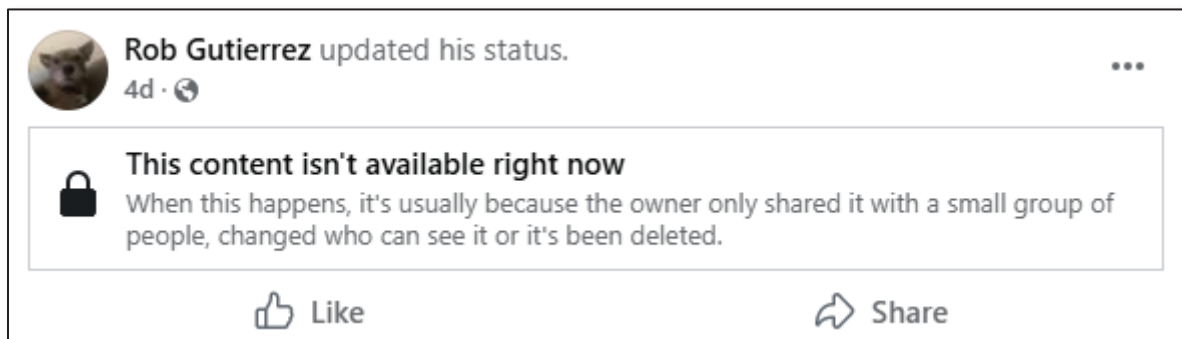 Rob Gutierrez updated his status.
4d ·
This content isn't available right now
When this happens, it's usually because the owner only shared it with a small group of
people, changed who can see it or it's been deleted.
Like
Share